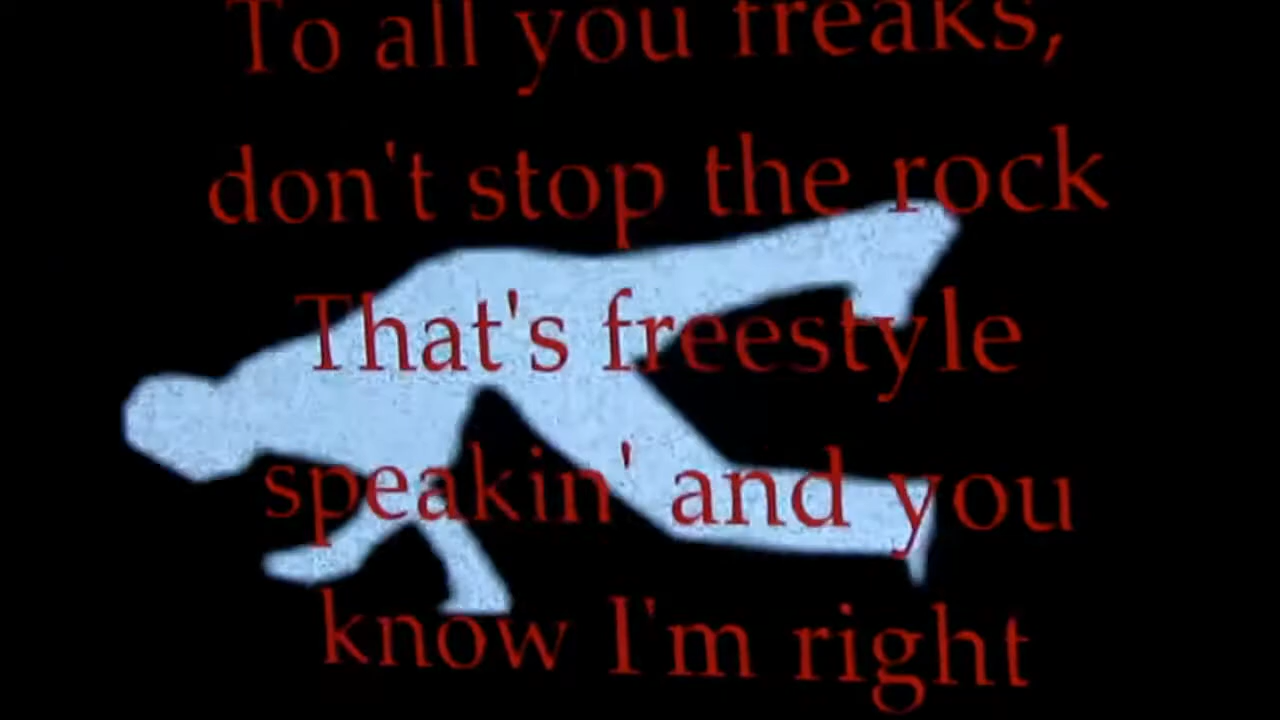 To all you freaks,
don't stop the rock
That's freestyle
speakin' and you
know I'm right